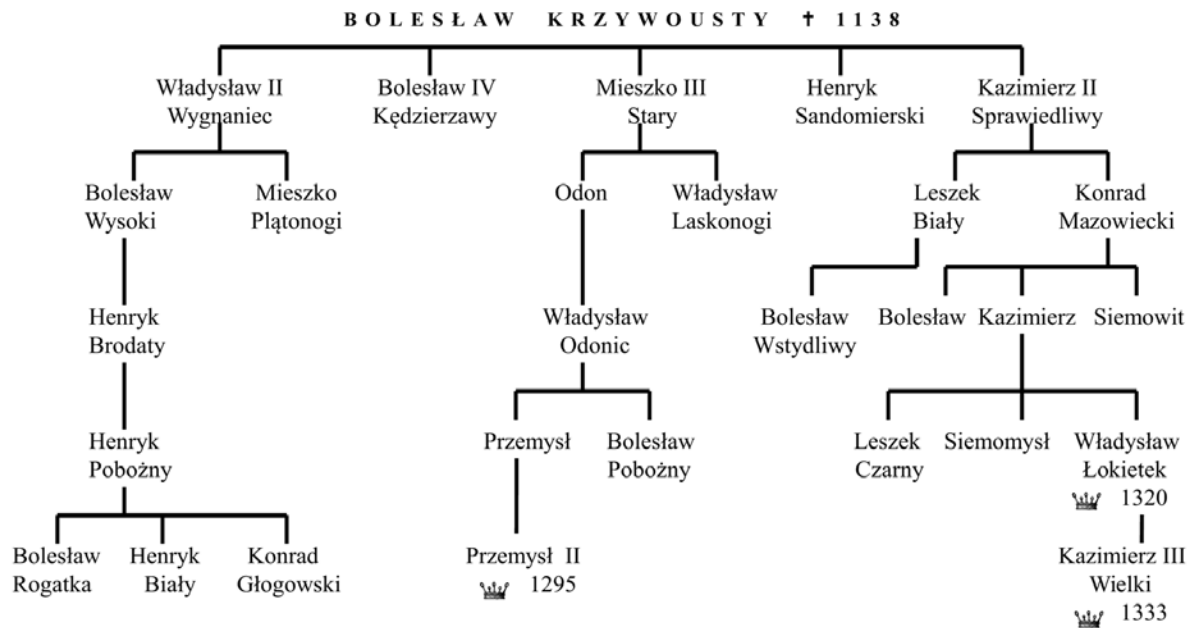 BOLESŁAW KRZYWOUSTY ✝ 1138
Władysław II
Wygnaniec
Bolesław IV
Kędzierzawy
Mieszko III
Stary
Henryk
Sandomierski
Kazimierz II
Sprawiedliwy
Bolesław
Wysoki
Mieszko
Plątonogi
Odon
Władysław
Laskonogi
Leszek
Biały
Konrad
Mazowiecki
Henryk
Brodaty
Władysław
Odonic
Bolesław
Wstydliwy
Bolesław
Kazimierz
Siemowit
Henryk
Pobożny
Przemysł
Bolesław
Pobożny
Leszek
Czarny
Siemomysł
Władysław
Łokietek
1320
Bolesław
Rogatka
Henryk
Biały
Konrad
Głogowski
Przemysł II
1295
Kazimierz III
Wielki
1333